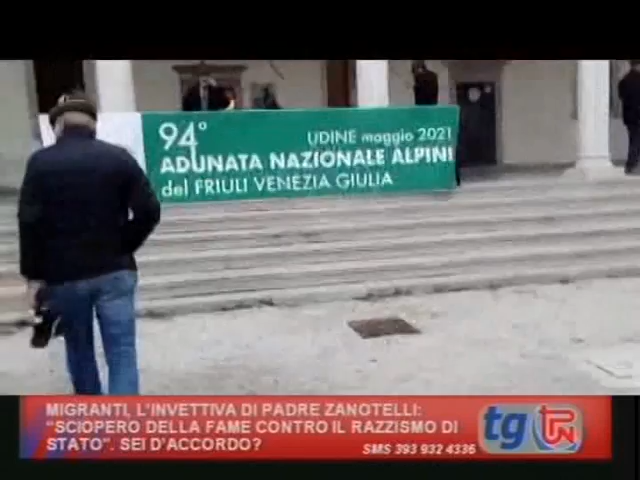 94°
UDINE maggio 2021
ADUNATA NAZIONALE ALPINI
del FRIULI VENEZIA GIULIA
MIGRANTI, L'INVETTIVA DI PADRE ZANOTELLI:
"SCIOPERO DELLA FAME CONTRO IL RAZZISMO DI
STATO". SEI D'ACCORDO?
SMS 393 932 4336
tg TPN